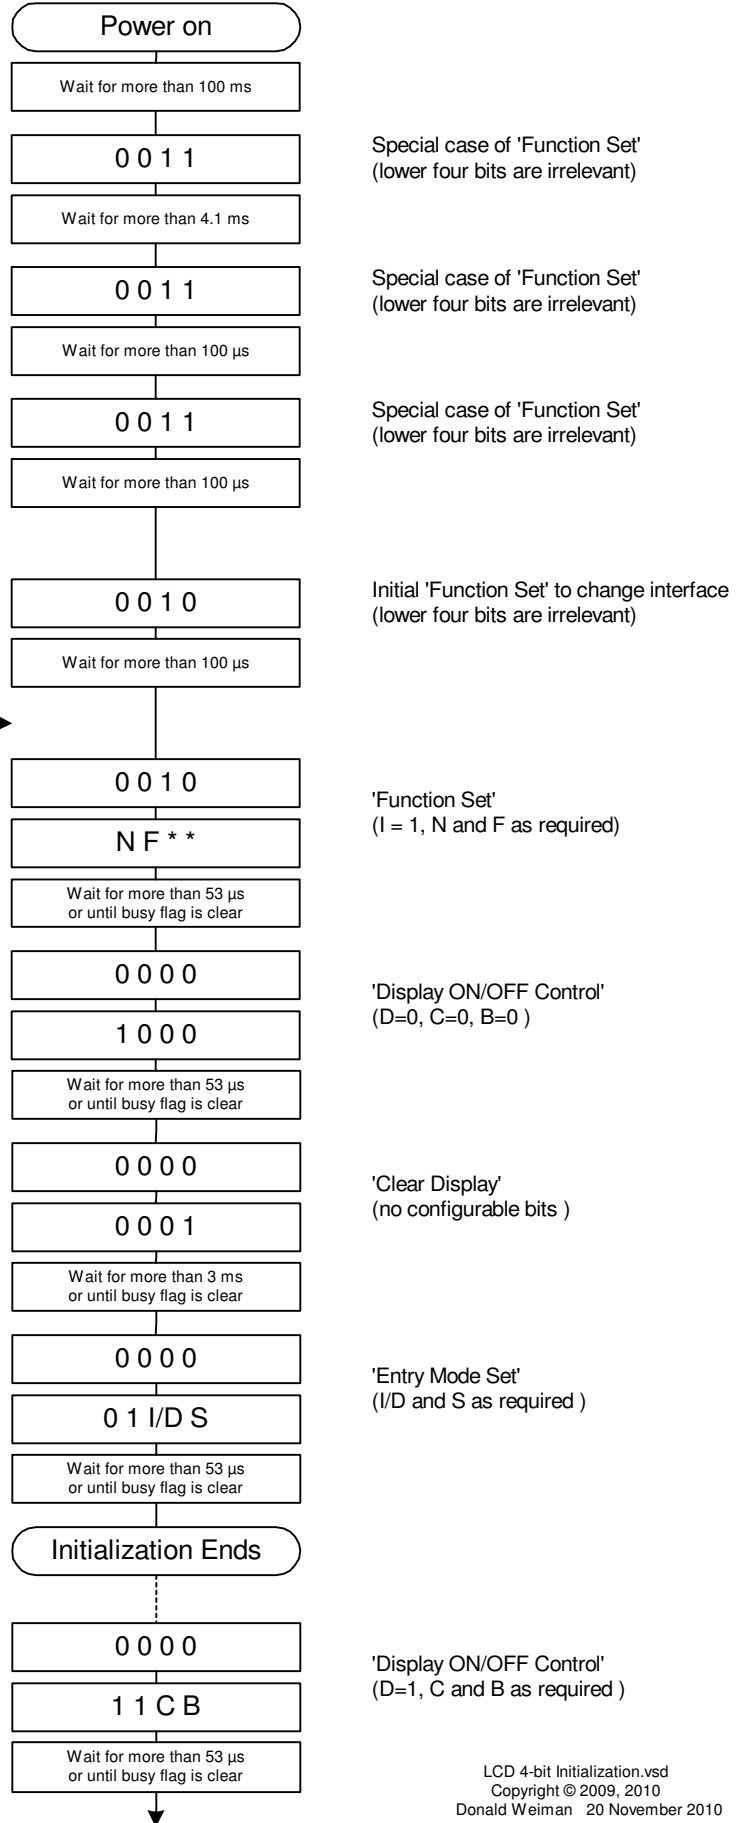 Power on
Wait for more than 100 ms
0 0 1 1
Special case of 'Function Set'
(lower four bits are irrelevant)
Wait for more than 4.1 ms
0 0 1 1
Special case of 'Function Set'
(lower four bits are irrelevant)
Wait for more than 100 µs
0 0 1 1
Special case of 'Function Set'
(lower four bits are irrelevant)
Wait for more than 100 µs
0 0 1 0
Initial 'Function Set' to change interface
(lower four bits are irrelevant)
Wait for more than 100 µs
0 0 1 0
N F * *
'Function Set'
(I = 1, N and F as required)
Wait for more than 53 µs
or until busy flag is clear
0 0 0 0
1 0 0 0
'Display ON/OFF Control'
(D=0, C=0, B=0 )
Wait for more than 53 µs
or until busy flag is clear
0 0 0 0
0 0 0 1
'Clear Display'
(no configurable bits )
Wait for more than 3 ms
or until busy flag is clear
0 0 0 0
0 1 I/D S
'Entry Mode Set'
(I/D and S as required )
Wait for more than 53 µs
or until busy flag is clear
Initialization Ends
0 0 0 0
1 1 C B
'Display ON/OFF Control'
(D=1, C and B as required )
Wait for more than 53 µs
or until busy flag is clear
LCD 4-bit Initialization.vsd
Copyright © 2009, 2010
Donald Weiman 20 November 2010